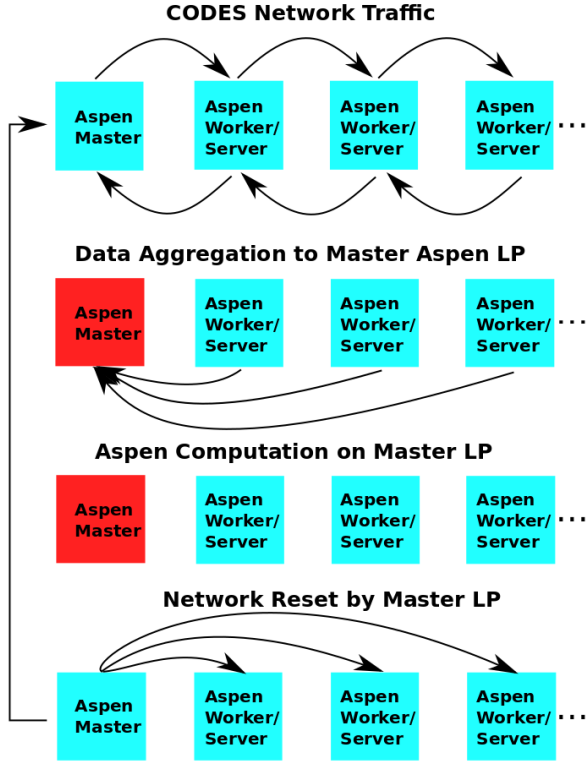 CODES Network Traffic
Aspen Master
Aspen Worker/ Server
Aspen Worker/ Server
Aspen Worker/ Server
...
Data Aggregation to Master Aspen LP
Aspen Master
Aspen Worker/ Server
Aspen Worker/ Server
Aspen Worker/ Server
...
Aspen Computation on Master LP
Aspen Master
Aspen Worker/ Server
Aspen Worker/ Server
Aspen Worker/ Server
...
Network Reset by Master LP
Aspen Master
Aspen Worker/ Server
Aspen Worker/ Server
Aspen Worker/ Server
...